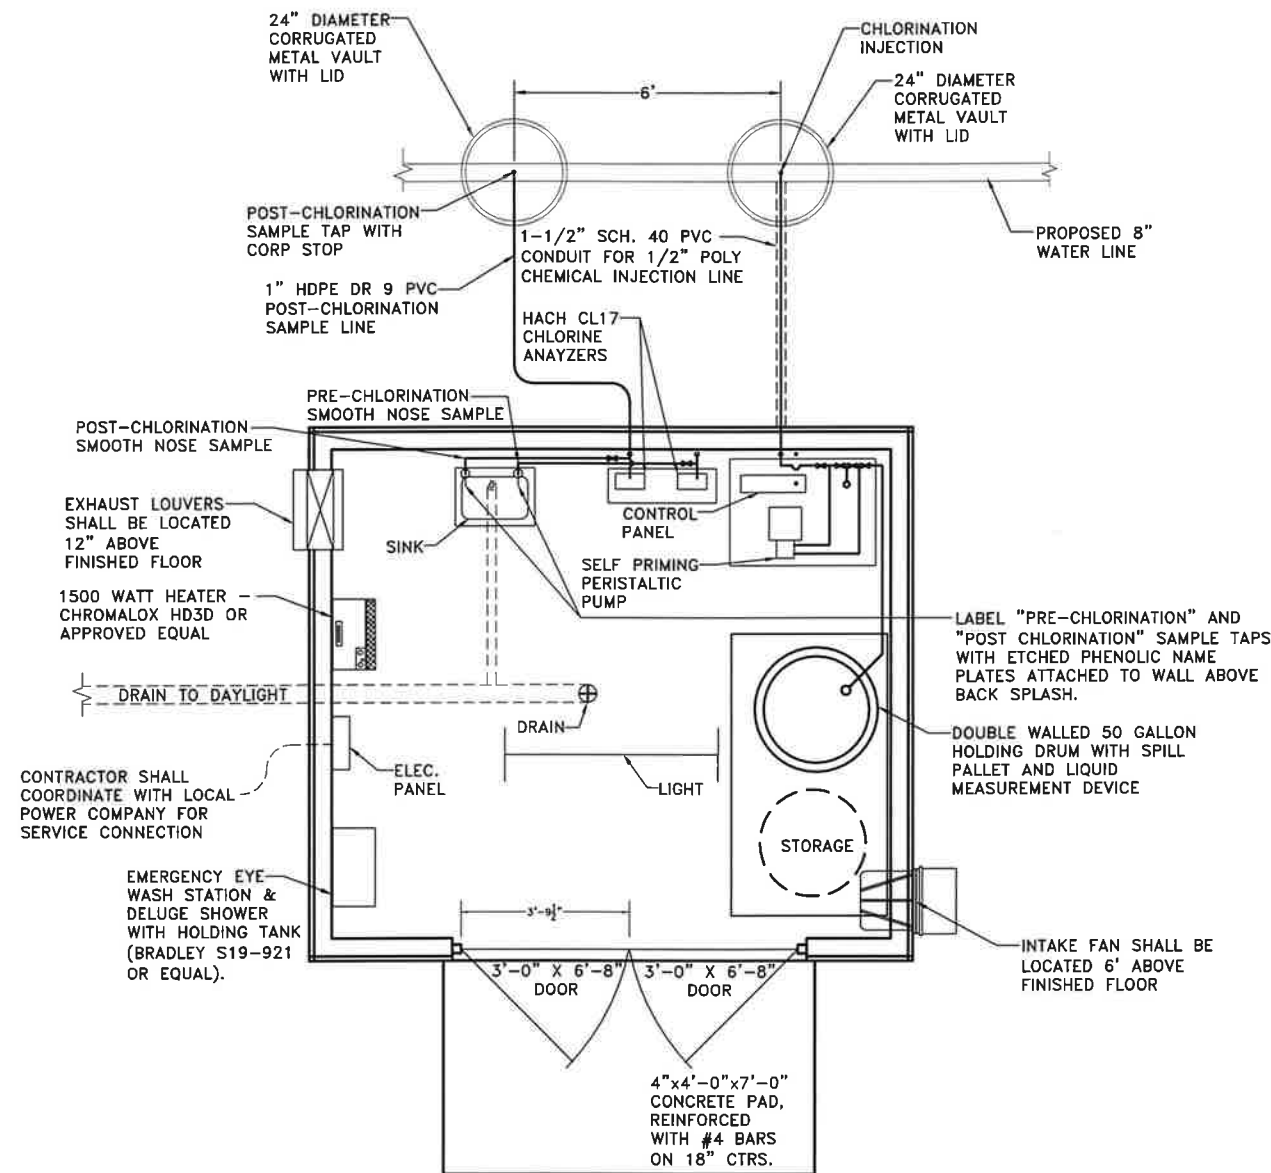 24" DIAMETER
CORRUGATED
METAL VAULT
WITH LID
6'
CHLORINATION
INJECTION
24" DIAMETER
CORRUGATED
METAL VAULT
WITH LID
POST-CHLORINATION
SAMPLE TAP WITH
CORP STOP
1-1/2" SCH. 40 PVC
CONDUIT FOR 1/2" POLY
CHEMICAL INJECTION LINE
PROPOSED 8"
WATER LINE
1" HDPE DR 9 PVC
POST-CHLORINATION
SAMPLE LINE
HACH CL17
CHLORINE
ANAYZERS
PRE-CHLORINATION
SMOOTH NOSE SAMPLE
POST-CHLORINATION
SMOOTH NOSE SAMPLE
EXHAUST LOUVERS
SHALL BE LOCATED
12" ABOVE
FINISHED FLOOR
SINK
CONTROL
PANEL
SELF PRIMING
PERISTALTIC
PUMP
1500 WATT HEATER -
CHROMALOX HD3D OR
APPROVED EQUAL
LABEL "PRE-CHLORINATION" AND
"POST CHLORINATION" SAMPLE TAPS
WITH ETCHED PHENOLIC NAME
PLATES ATTACHED TO WALL ABOVE
BACK SPLASH.
DRAIN TO DAYLIGHT
DRAIN
DOUBLE WALLED 50 GALLON
HOLDING DRUM WITH SPILL
PALLET AND LIQUID
MEASUREMENT DEVICE
ELEC.
PANEL
LIGHT
CONTRACTOR SHALL
COORDINATE WITH LOCAL
POWER COMPANY FOR
SERVICE CONNECTION
STORAGE
EMERGENCY EYE
WASH STATION &
DELUGE SHOWER
WITH HOLDING TANK
(BRADLEY S19-921
OR EQUAL).
3'-9½"
INTAKE FAN SHALL BE
LOCATED 6' ABOVE
FINISHED FLOOR
3'-0" X 6'-8"
DOOR
3'-0" X 6'-8"
DOOR
4"x4'-0"x7'-0"
CONCRETE PAD,
REINFORCED
WITH #4 BARS
ON 18" CTRS.